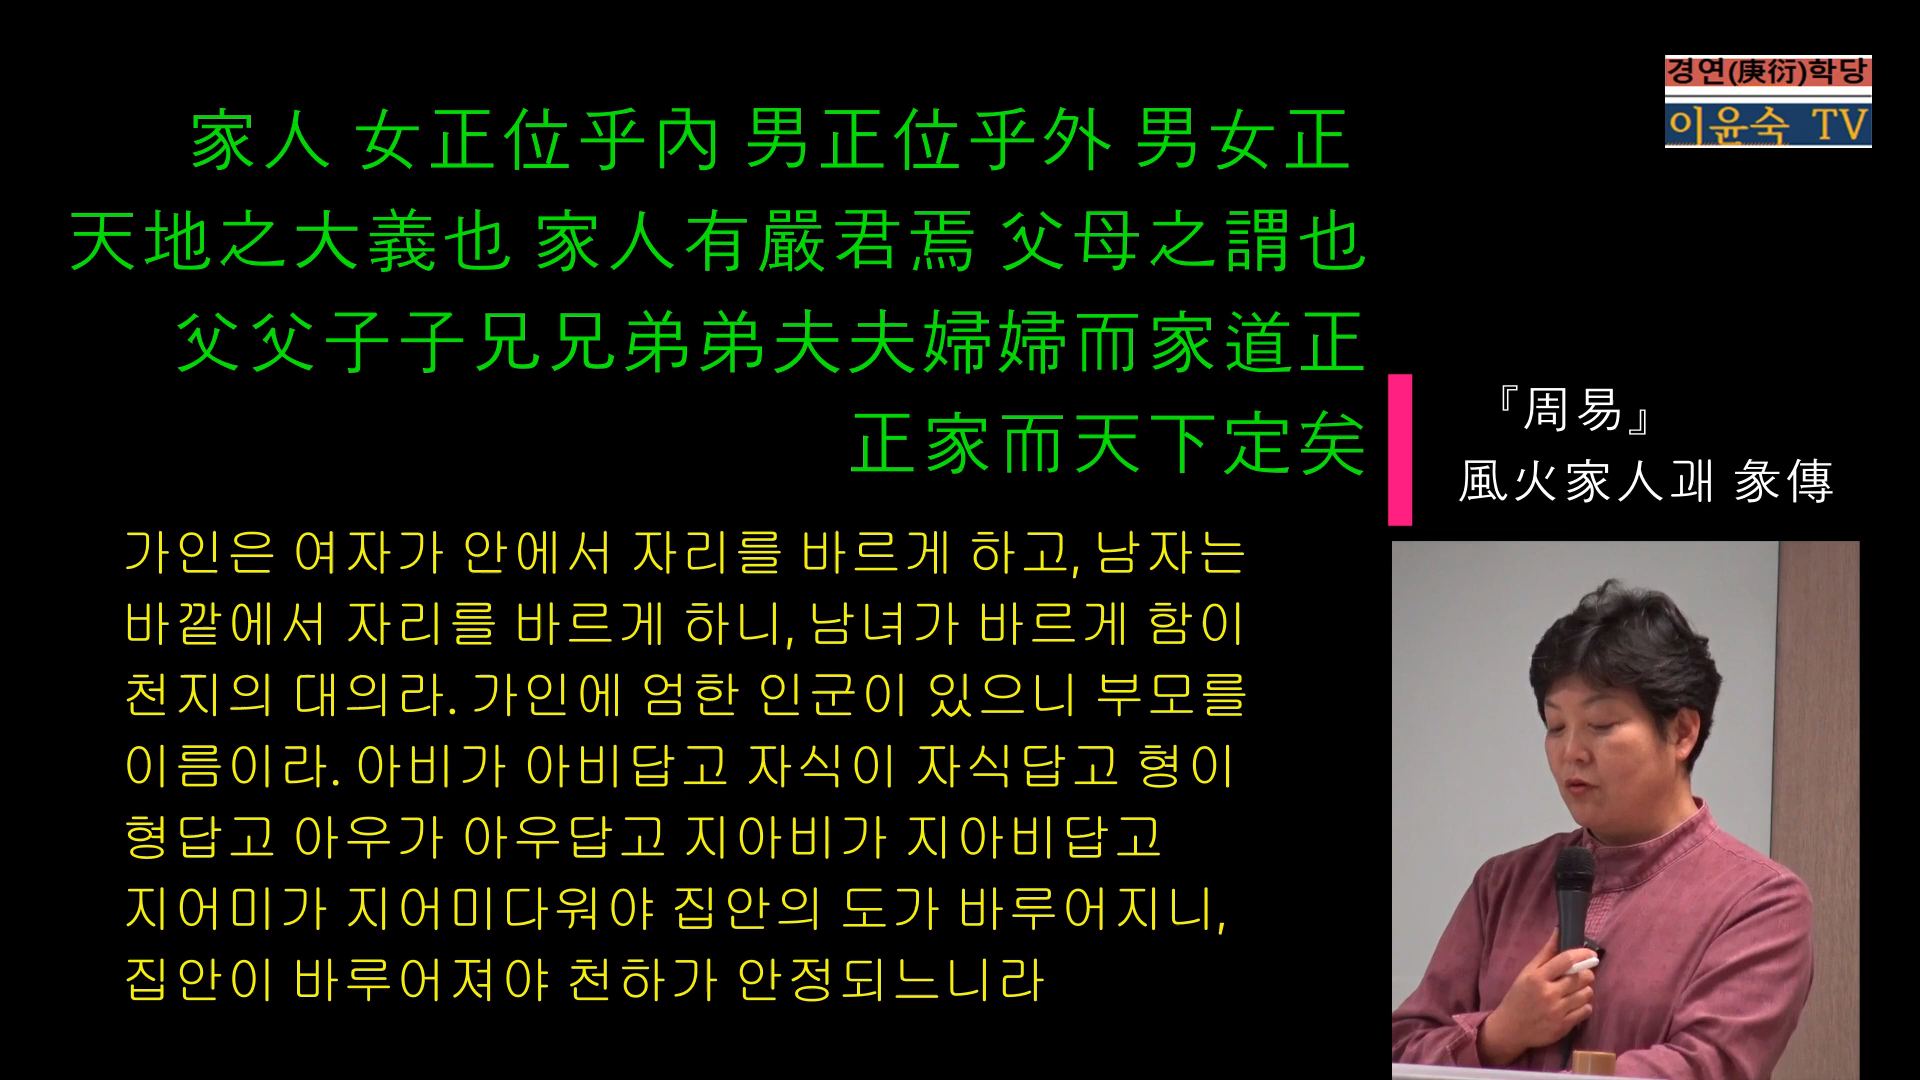 경연(庚衍)학당
이윤숙 TV
家人 女正位乎內 男正位乎外 男女正
天地之大義也 家人有嚴君焉 父母之謂也
父父子子兄兄弟弟夫夫婦婦而家道正
正家而天下定矣
『周易』
風火家人괘 彖傳
가인은 여자가 안에서 자리를 바르게 하고, 남자는
바깥에서 자리를 바르게 하니, 남녀가 바르게 함이
천지의 대의라. 가인에 엄한 인군이 있으니 부모를
이름이라. 아비가 아비답고 자식이 자식답고 형이
형답고 아우가 아우답고 지아비가 지아비답고
지어미가 지어미다워야 집안의 도가 바루어지니,
집안이 바루어져야 천하가 안정되느니라